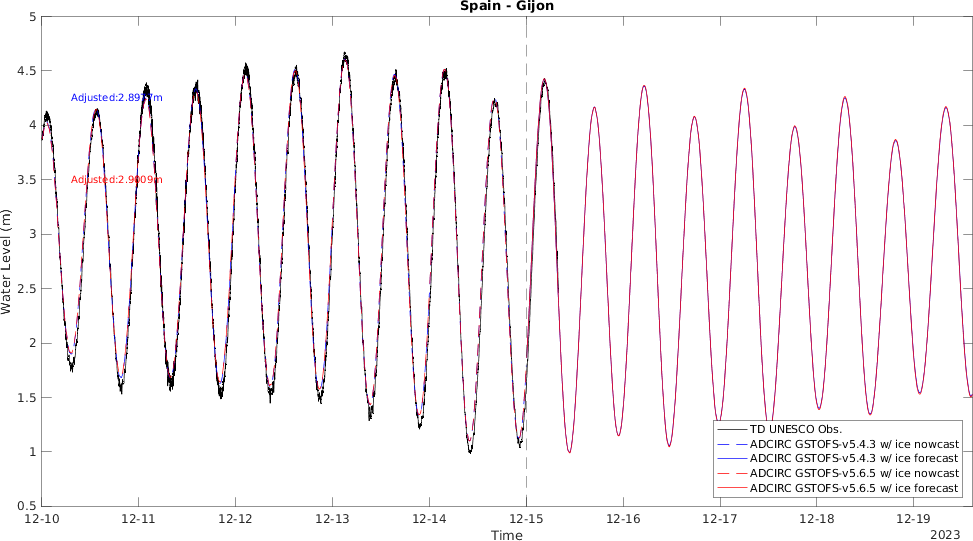 Spain - Gijon
5
4.5
4
3.5
3
2.5
2
1.5
1
0.5
Water Level (m)
Adjusted:2.9009m
12-10
12-11
12-12
12-13
12-14
12-15
12-16
12-17
12-18
12-19
Time
2023
TD UNESCO Obs.
ADCIRC GSTOFS-v5.4.3 w/ ice nowcast
ADCIRC GSTOFS-v5.4.3 w/ ice forecast
ADCIRC GSTOFS-v5.6.5 w/ ice nowcast
ADCIRC GSTOFS-v5.6.5 w/ ice forecast